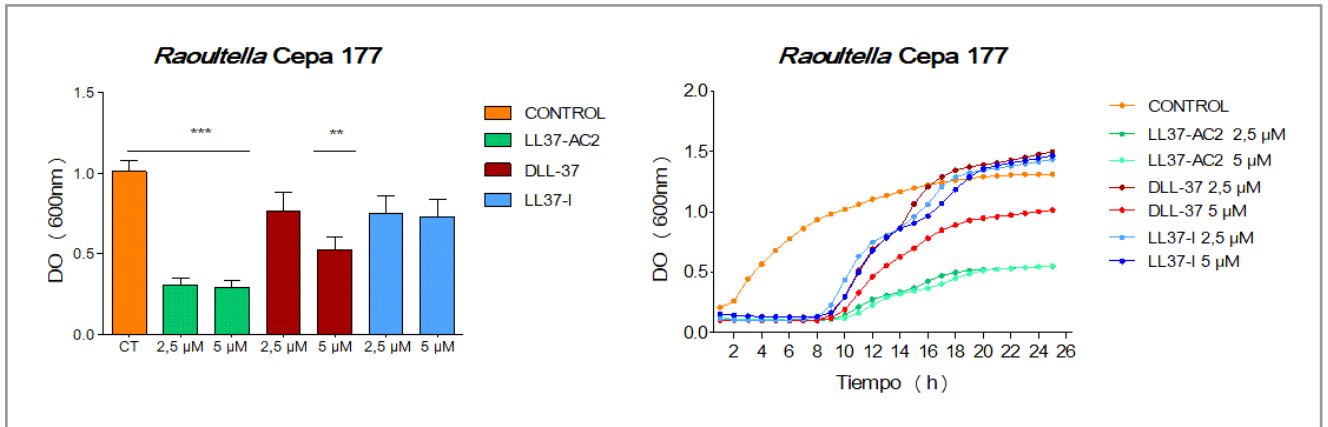 Raoultella Cepa 177
1.5
1.0
0.5
0.0
DO ( 600nm)
***
**
CT
2,5 µM
5 µM
2,5 µM
5 µM
2,5 µM
5 µM
CONTROL
LL37-AC2
DLL-37
LL37-I
Raoultella Cepa 177
2.0
1.5
1.0
0.5
0.0
DO ( 600nm)
2 4 6 8 10 12 14 16 18 20 22 24 26
Tiempo ( h)
CONTROL
LL37-AC2 2,5 µM
LL37-AC2 5 µM
DLL-37 2,5 µM
DLL-37 5 µM
LL37-I 2,5 µM
LL37-I 5 µM